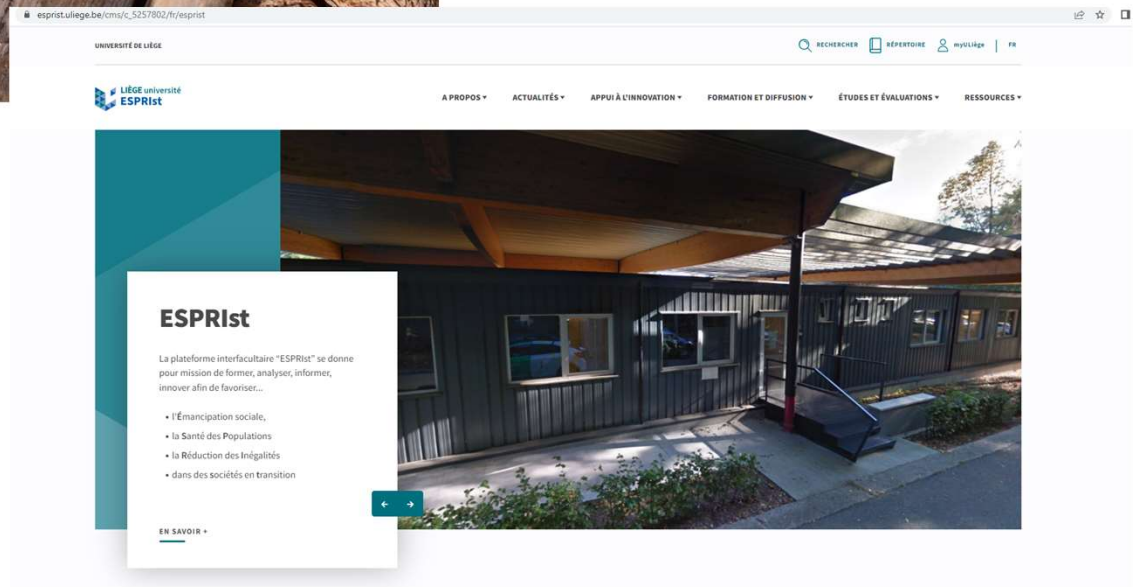 esprist.uliege.be/cms/c_5257802/fr/esprist
UNIVERSITÉ DE LIÈGE
RECHERCHER
RÉPERTOIRE
myULiège
FR
LIÈGE université
ESPRIst
A PROPOS
ACTUALITÉS
APPUI À L'INNOVATION
FORMATION ET DIFFUSION
ÉTUDES ET ÉVALUATIONS
RESSOURCES
ESPRIst
La plateforme interfacultaire "ESPRIst" se donne
pour mission de former, analyser, informer,
innover afin de favoriser...
• l'Émancipation sociale,
• la Santé des Populations
• la Réduction des Inégalités
• dans des sociétés en transition
EN SAVOIR +